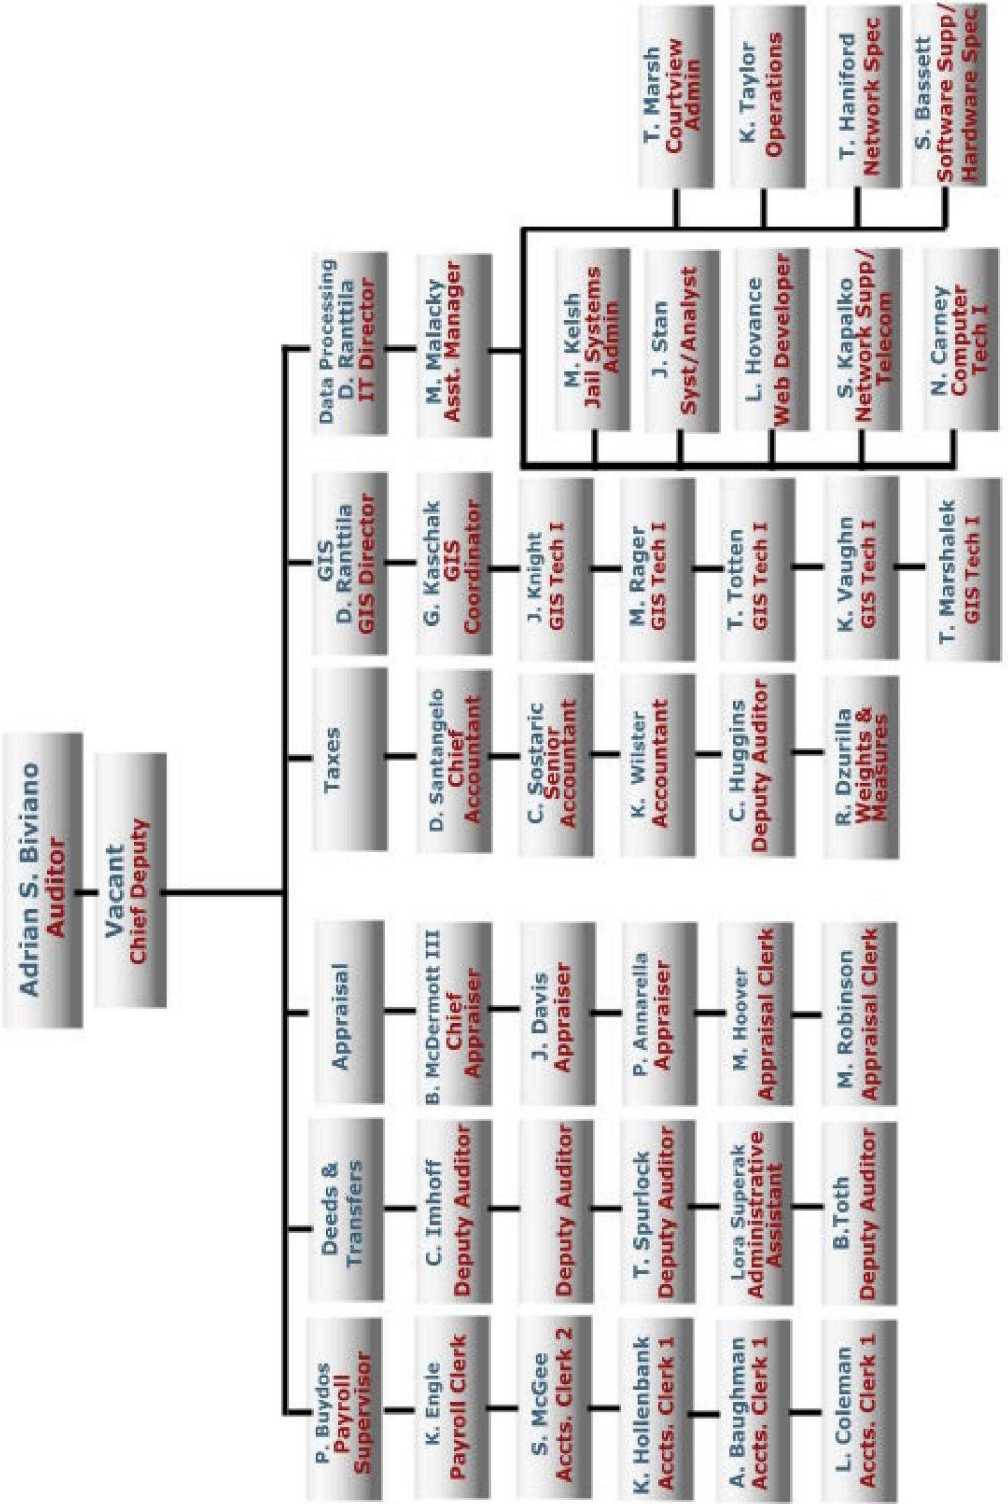 Adrian S. Biviano
Auditor
Vacant
Chief Deputy
P. Buydos
Payroll
Supervisor
K. Engle
Payroll Clerk
S. McGee
Accts. Clerk 2
K. Hollenbank
Accts. Clerk 1
A. Baughman
Accts. Clerk 1
L. Coleman
Accts. Clerk 1
Deeds &
Transfers
C. Imhoff
Deputy Auditor
Deputy Auditor
T. Spurlock
Deputy Auditor
Lora Superak
Administrative
Assistant
B.Toth
Deputy Auditor
Appraisal
B. McDermott III
Chief
Appraiser
J. Davis
Appraiser
P. Annarella
Appraiser
M. Hoover
Appraisal Clerk
M. Robinson
Appraisal Clerk
Taxes
D. Santangelo
Chief
Accountant
C. Sostaric
Senior
Accountant
K. Wilster
Accountant
C. Huggins
Deputy Auditor
R. Dzurilla
Weights &
Measures
GIS
D. Ranttila
GIS Director
G. Kaschak
GIS
Coordinator
J. Knight
GIS Tech I
M. Rager
GIS Tech I
T. Totten
GIS Tech I
K. Vaughn
GIS Tech I
T. Marshalek
GIS Tech I
Data Processing
D. Ranttila
IT Director
M. Malacky
Asst. Manager
M. Kelsh
Jail Systems
Admin
J. Stan
Syst/Analyst
L. Hovance
Web Developer
S. Kapalko
Network Supp/
Telecom
N. Carney
Computer
Tech I
T. Marsh
Courtview
Admin
K. Taylor
Operations
T. Haniford
Network Spec
S. Bassett
Software Supp/
Hardware Spec